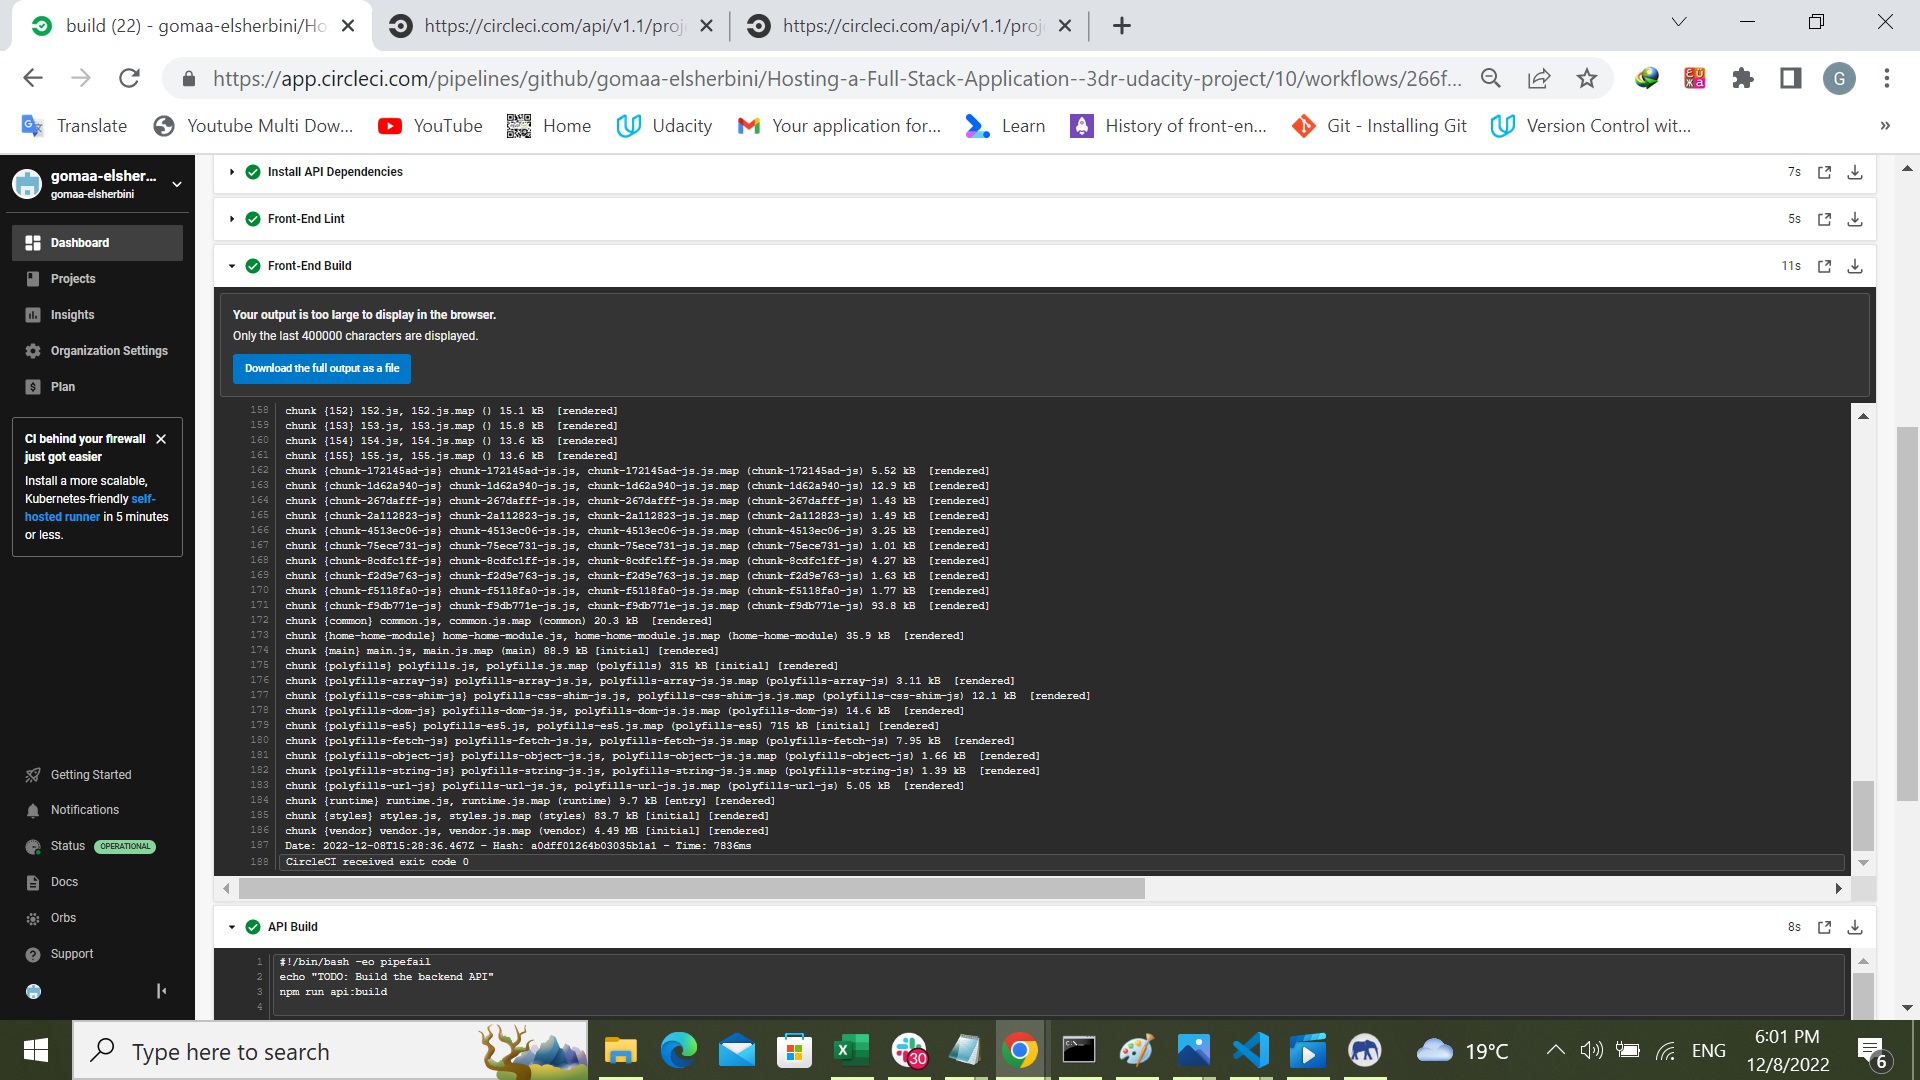 build (22) - gomaa-elsherbini/Ho
https://circleci.com/api/v1.1/proj
https://circleci.com/api/v1.1/proj
https://app.circleci.com/pipelines/github/gomaa-elsherbini/Hosting-a-Full-Stack-Application--3dr-udacity-project/10/workflows/266f...
G
Translate
Youtube Multi Dow...
YouTube
Home
Udacity
Your application for...
Learn
History of front-en...
Git - Installing Git
Version Control wit...
»
gomaa-elsher...
gomaa-elsherbini
Dashboard
Projects
Insights
Organization Settings
Plan
CI behind your firewall just got easier
Install a more scalable,
Kubernetes-friendly self-
hosted runner in 5 minutes
or less.
Getting Started
Notifications
Status OPERATIONAL
Docs
Orbs
Support
Install API Dependencies 7s
Front-End Lint 5s
Front-End Build 11s
Your output is too large to display in the browser.
Only the last 400000 characters are displayed.
Download the full output as a file
158 chunk {152} 152.js, 152.js.map () 15.1 kB [rendered]
159 chunk {153} 153.js, 153.js.map () 15.8 kB [rendered]
160 chunk {154} 154.js, 154.js.map () 13.6 kB [rendered]
161 chunk {155} 155.js, 155.js.map () 13.6 kB [rendered]
162 chunk {chunk-172145ad-js} chunk-172145ad-js.js, chunk-172145ad-js.js.map (chunk-172145ad-js) 5.52 kB [rendered]
163 chunk {chunk-1d62a940-js} chunk-1d62a940-js.js, chunk-1d62a940-js.js.map (chunk-1d62a940-js) 12.9 kB [rendered]
164 chunk {chunk-267dafff-js} chunk-267dafff-js.js, chunk-267dafff-js.js.map (chunk-267dafff-js) 1.43 kB [rendered]
165 chunk {chunk-2a112823-js} chunk-2a112823-js.js, chunk-2a112823-js.js.map (chunk-2a112823-js) 1.49 kB [rendered]
166 chunk {chunk-4513ec06-js} chunk-4513ec06-js.js, chunk-4513ec06-js.js.map (chunk-4513ec06-js) 3.25 kB [rendered]
167 chunk {chunk-75ece731-js} chunk-75ece731-js.js, chunk-75ece731-js.js.map (chunk-75ece731-js) 1.01 kB [rendered]
168 chunk {chunk-8cdfc1ff-js} chunk-8cdfc1ff-js.js, chunk-8cdfc1ff-js.js.map (chunk-8cdfc1ff-js) 4.27 kB [rendered]
169 chunk {chunk-f2d9e763-js} chunk-f2d9e763-js.js, chunk-f2d9e763-js.js.map (chunk-f2d9e763-js) 1.63 kB [rendered]
170 chunk {chunk-f5118fa0-js} chunk-f5118fa0-js.js, chunk-f5118fa0-js.js.map (chunk-f5118fa0-js) 1.77 kB [rendered]
171 chunk {chunk-f9db771e-js} chunk-f9db771e-js.js, chunk-f9db771e-js.js.map (chunk-f9db771e-js) 93.8 kB [rendered]
172 chunk {common} common.js, common.js.map (common) 20.3 kB [rendered]
173 chunk {home-home-module} home-home-module.js, home-home-module.js.map (home-home-module) 35.9 kB [rendered]
174 chunk {main} main.js, main.js.map (main) 88.9 kB [initial] [rendered]
175 chunk {polyfills} polyfills.js, polyfills.js.map (polyfills) 315 kB [initial] [rendered]
176 chunk {polyfills-array-js} polyfills-array-js.js, polyfills-array-js.js.map (polyfills-array-js) 3.11 kB [rendered]
177 chunk {polyfills-css-shim-js} polyfills-css-shim-js.js, polyfills-css-shim-js.js.map (polyfills-css-shim-js) 12.1 kB [rendered]
178 chunk {polyfills-dom-js} polyfills-dom-js.js, polyfills-dom-js.js.map (polyfills-dom-js) 14.6 kB [rendered]
179 chunk {polyfills-es5} polyfills-es5.js, polyfills-es5.js.map (polyfills-es5) 715 kB [initial] [rendered]
180 chunk {polyfills-fetch-js} polyfills-fetch-js.js, polyfills-fetch-js.js.map (polyfills-fetch-js) 7.95 kB [rendered]
181 chunk {polyfills-object-js} polyfills-object-js.js, polyfills-object-js.js.map (polyfills-object-js) 1.66 kB [rendered]
182 chunk {polyfills-string-js} polyfills-string-js.js, polyfills-string-js.js.map (polyfills-string-js) 1.39 kB [rendered]
183 chunk {polyfills-url-js} polyfills-url-js.js, polyfills-url-js.js.map (polyfills-url-js) 5.05 kB [rendered]
184 chunk {runtime} runtime.js, runtime.js.map (runtime) 9.7 kB [entry] [rendered]
185 chunk {styles} styles.js, styles.js.map (styles) 83.7 kB [initial] [rendered]
186 chunk {vendor} vendor.js, vendor.js.map (vendor) 4.49 MB [initial] [rendered]
187 Date: 2022-12-08T15:28:36.467Z - Hash: a0dff01264b03035b1a1 - Time: 7836ms
188 CircleCI received exit code 0
API Build 8s
1 #!/bin/bash -eo pipefail
2 echo "TODO: Build the backend API"
3 npm run api:build
4
Type here to search
30
19°C
ENG
6:01 PM
12/8/2022
6